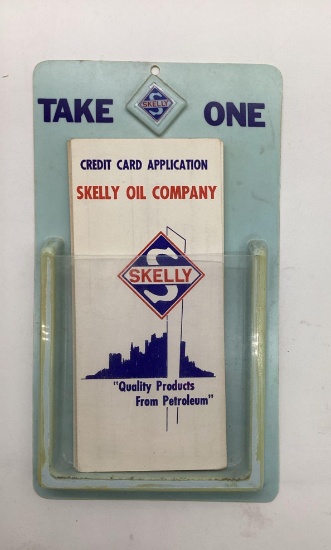 TAKE SKELLY ONE
CREDIT CARD APPLICATION
SKELLY OIL COMPANY
SKELLY
"Quality Products
From Petroleum"